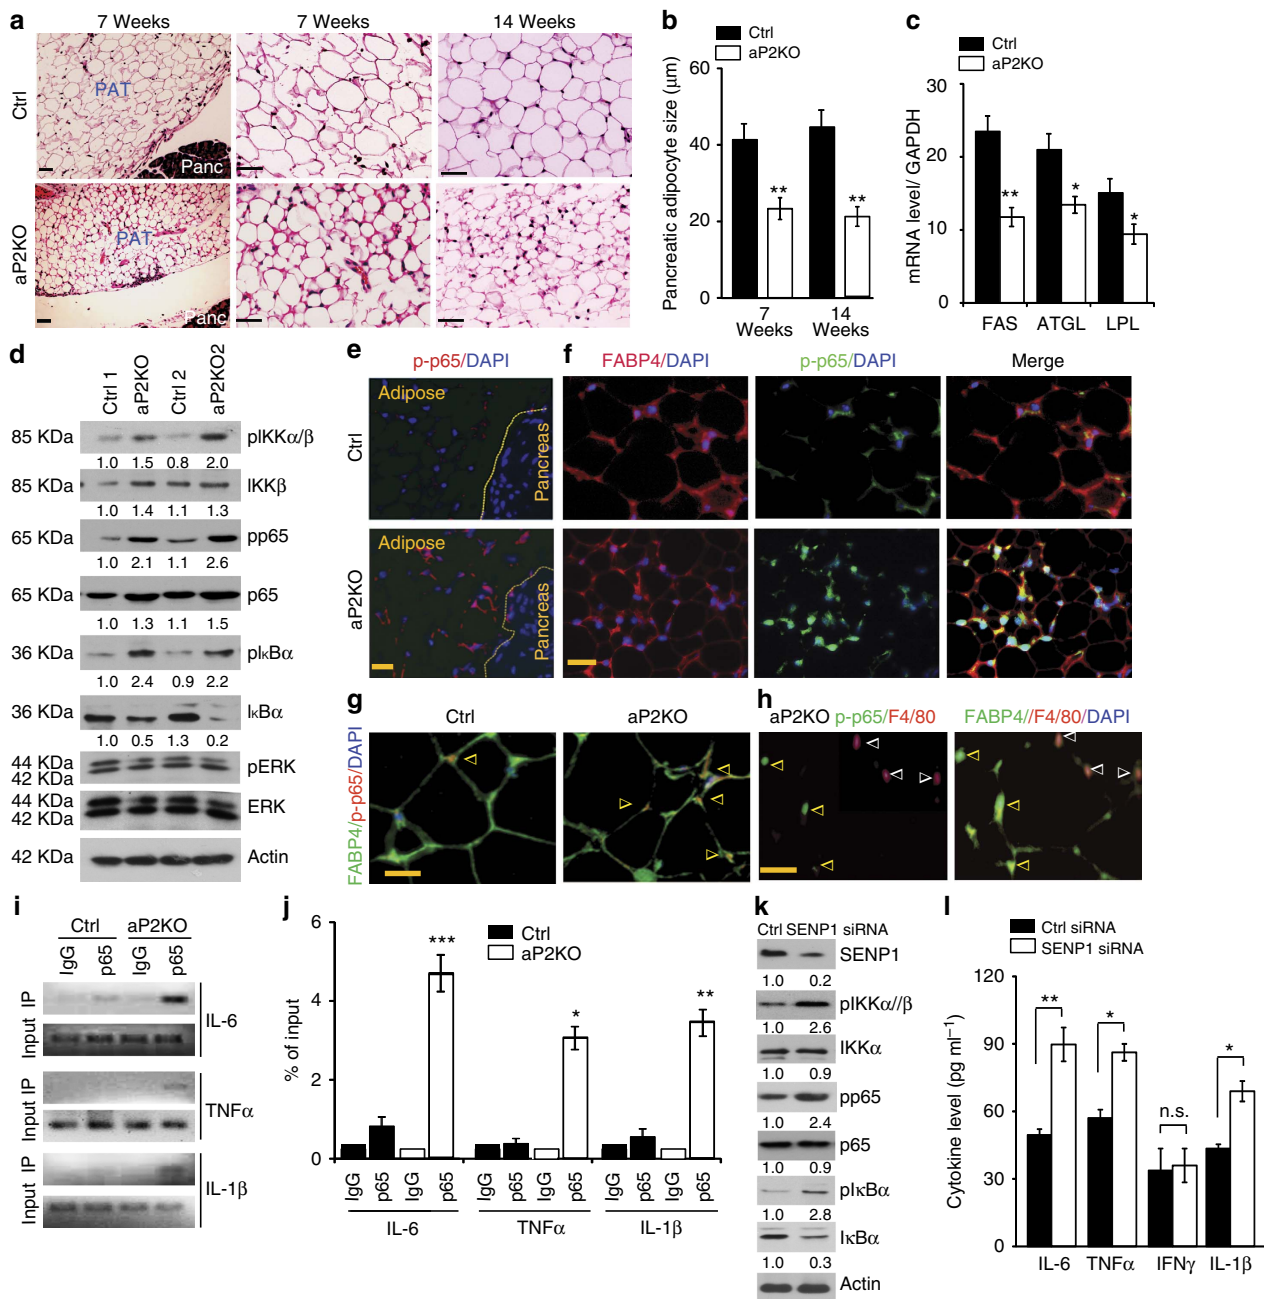 a
7 Weeks
7 Weeks
14 Weeks
Ctrl
PAT
Panc
aP2KO
PAT
Panc
b
Ctrl
aP2KO
Pancreatic adipocyte size (μm)
60
40
20
0
**
**
7 Weeks
14 Weeks
c
Ctrl
aP2KO
mRNA level/ GAPDH
30
20
10
0
**
*
*
FAS ATGL LPL
d
Ctrl 1 aP2KO Ctrl 2 aP2KO2
85 KDa pIKKα/β
1.0 1.5 0.8 2.0
85 KDa IKKβ
1.0 1.4 1.1 1.3
65 KDa pp65
1.0 2.1 1.1 2.6
65 KDa p65
1.0 1.3 1.1 1.5
36 KDa pIκBα
1.0 2.4 0.9 2.2
36 KDa IκBα
1.0 0.5 1.3 0.2
44 KDa pERK
42 KDa
44 KDa ERK
42 KDa
42 KDa Actin
e
p-p65/DAPI
Ctrl
Adipose
Pancreas
aP2KO
Adipose
Pancreas
f
FABP4/DAPI
p-p65/DAPI
Merge
g
Ctrl
aP2KO
FABP4/p-p65/DAPI
h
aP2KO p-p65/F4/80
FABP4//F4/80/DAPI
i
Ctrl aP2KO
IgG p65 IgG p65
Input IP IL-6
Input IP TNFα
Input IP IL-1β
j
Ctrl
aP2KO
% of input
6
4
2
0
***
*
**
IgG p65 IgG p65 IgG p65 IgG p65 IgG p65 IgG p65
IL-6 TNFα IL-1β
k
Ctrl SENP1 siRNA
SENP1
1.0 0.2
pIKKα//β
1.0 2.6
IKKα
1.0 0.9
pp65
1.0 2.4
p65
1.0 0.9
pIκBα
1.0 2.8
IκBα
1.0 0.3
Actin
l
Ctrl siRNA
SENP1 siRNA
Cytokine level (pg ml⁻¹)
120
90
60
30
0
**
*
n.s.
*
IL-6 TNFα IFNγ IL-1β